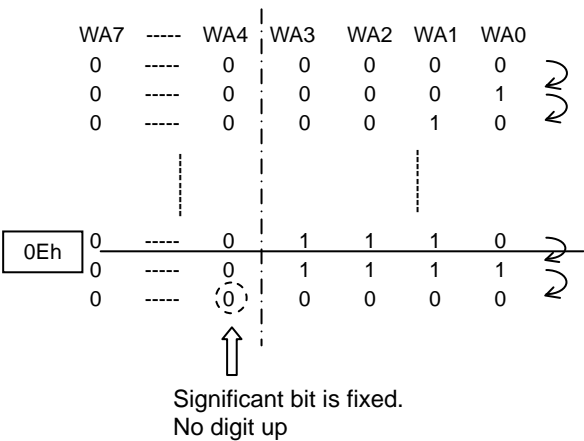 WA7 ----- WA4 WA3 WA2 WA1 WA0
0 ----- 0 0 0 0 0
0 ----- 0 0 0 0 1
0 ----- 0 0 0 1 0
0Eh 0 ----- 0 1 1 1 0
0 ----- 0 1 1 1 1
0 ----- 0 0 0 0 0
Significant bit is fixed.
No digit up